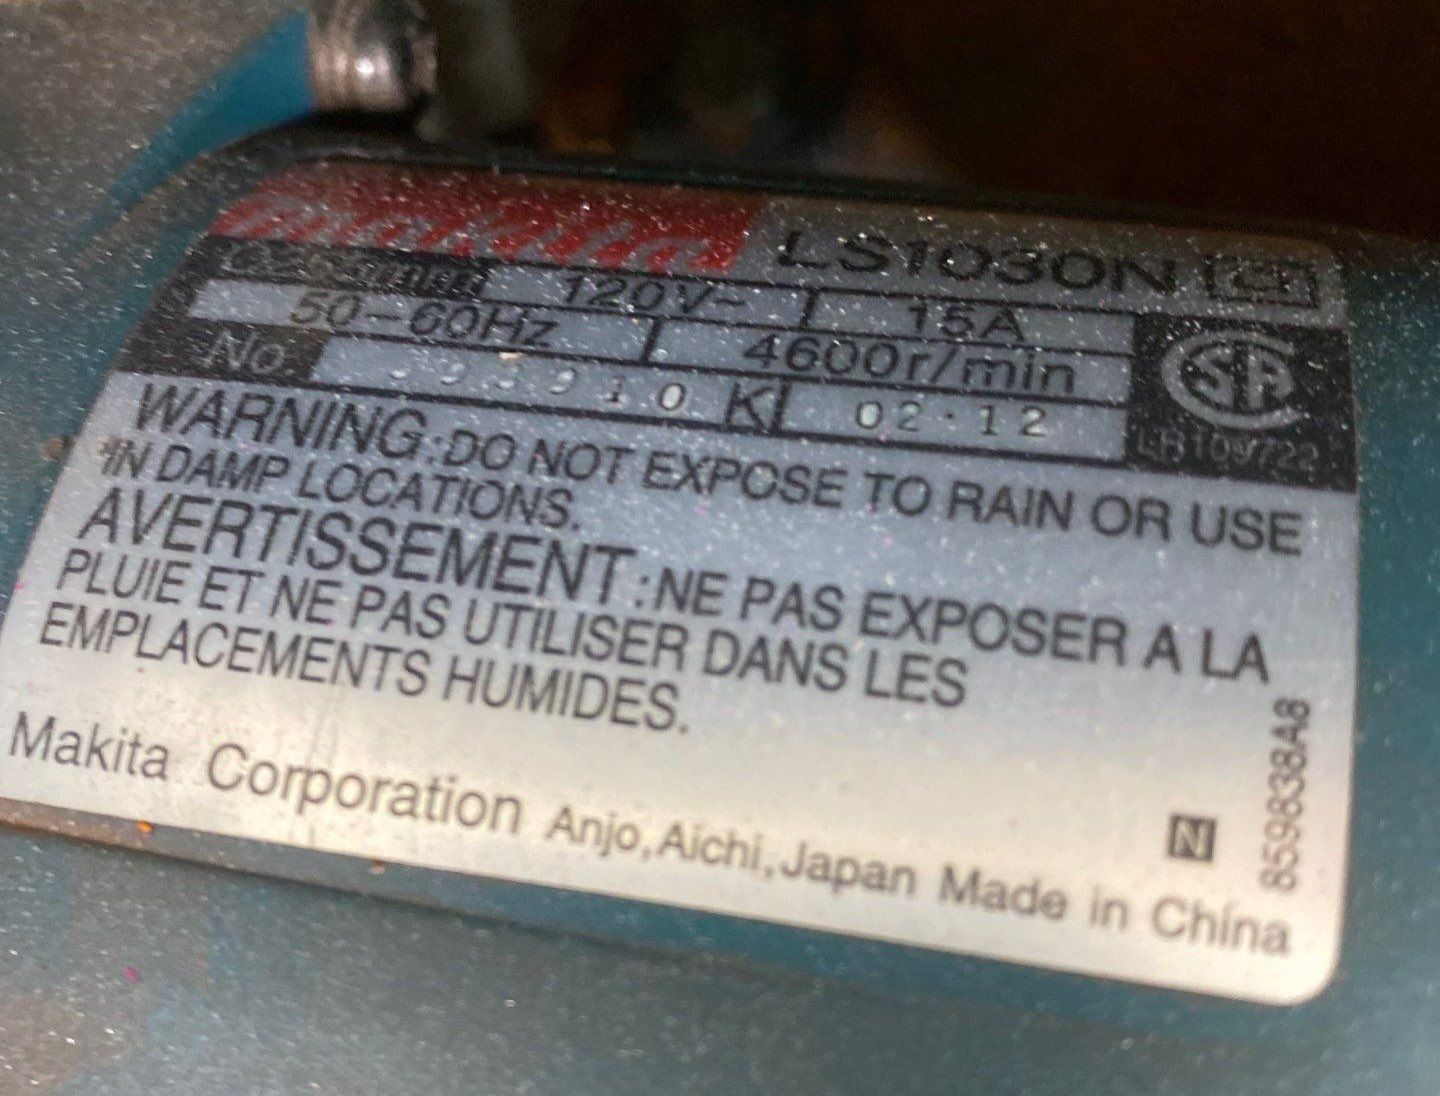 makita LS1030N
255mm 120V~ 15A
50-60Hz 4600r/min
No. 10 K 02·12
LR109722
WARNING:DO NOT EXPOSE TO RAIN OR USE
IN DAMP LOCATIONS.
AVERTISSEMENT:NE PAS EXPOSER A LA
PLUIE ET NE PAS UTILISER DANS LES
EMPLACEMENTS HUMIDES.
859838A8
N
Makita Corporation Anjo,Aichi,Japan Made in China